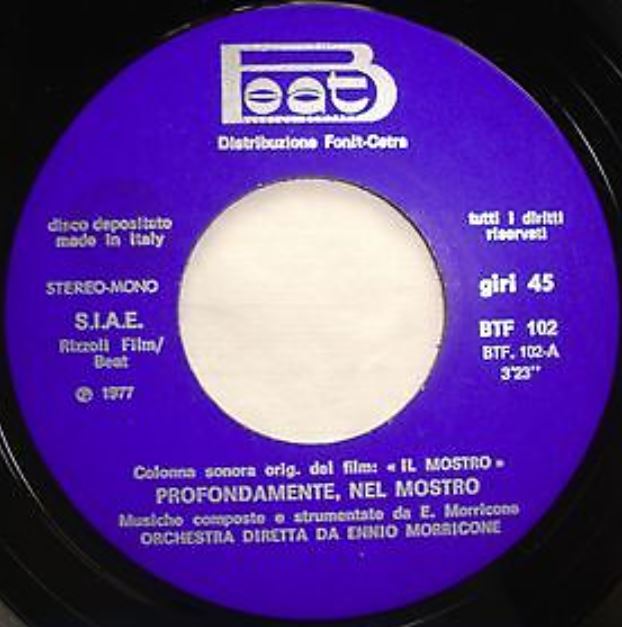 Beat
Distribuzione Fonit-Cetra
disco depositato
made in Italy
tutti i diritti
riservati
STEREO-MONO
giri 45
S.I.A.E.
BTF 102
Rizzoli Film/
Beat
BTF. 102-A
3'23''
℗ 1977
Colonna sonora orig. del film: « IL MOSTRO »
PROFONDAMENTE, NEL MOSTRO
Musiche composte e strumentate da E. Morricone
ORCHESTRA DIRETTA DA ENNIO MORRICONE